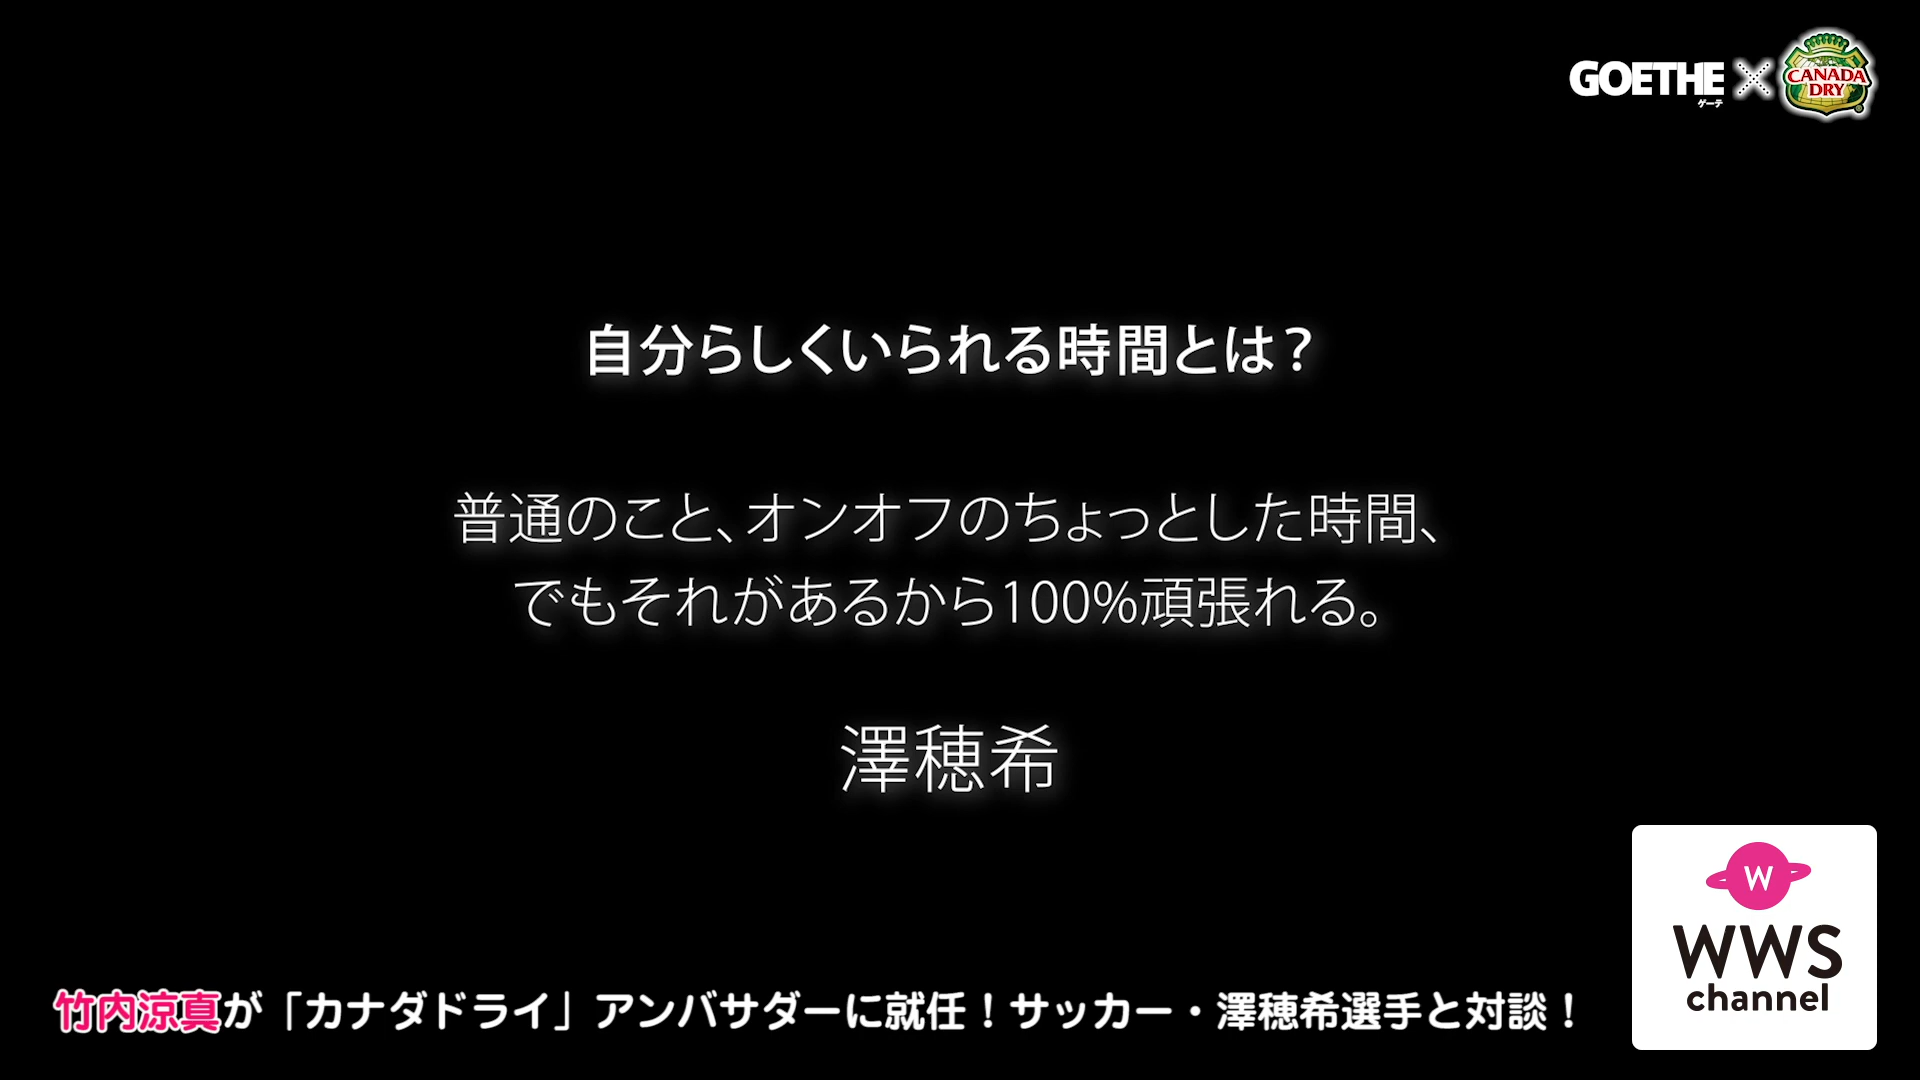 GOETHE
ゲーテ
CANADA
DRY
自分らしくいられる時間とは？
普通のこと、オンオフのちょっとした時間、
でもそれがあるから100%頑張れる。
澤穂希
W
WWS
channel
竹内涼真が「カナダドライ」アンバサダーに就任！サッカー・澤穂希選手と対談！